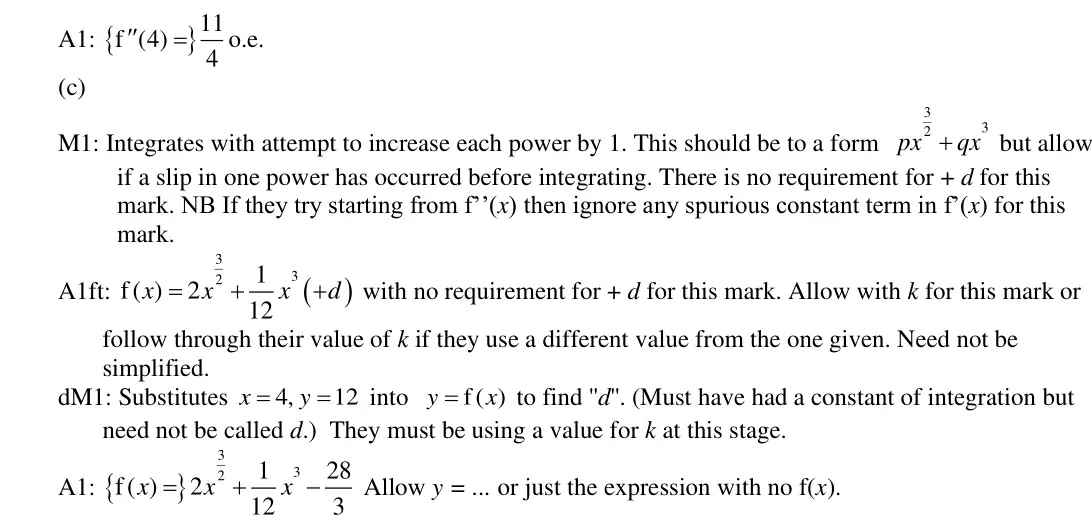 A1: {f″(4) =} 11/4 o.e.
(c)
M1: Integrates with attempt to increase each power by 1. This should be to a form px^(3/2) + qx^3 but allow
if a slip in one power has occurred before integrating. There is no requirement for + d for this
mark. NB If they try starting from f’’(x) then ignore any spurious constant term in f’(x) for this
mark.
A1ft: f(x) = 2x^(3/2) + 1/12 x^3 (+d) with no requirement for + d for this mark. Allow with k for this mark or
follow through their value of k if they use a different value from the one given. Need not be
simplified.
dM1: Substitutes x = 4, y = 12 into y = f(x) to find "d". (Must have had a constant of integration but
need not be called d.) They must be using a value for k at this stage.
A1: {f(x) =} 2x^(3/2) + 1/12 x^3 − 28/3 Allow y = ... or just the expression with no f(x).